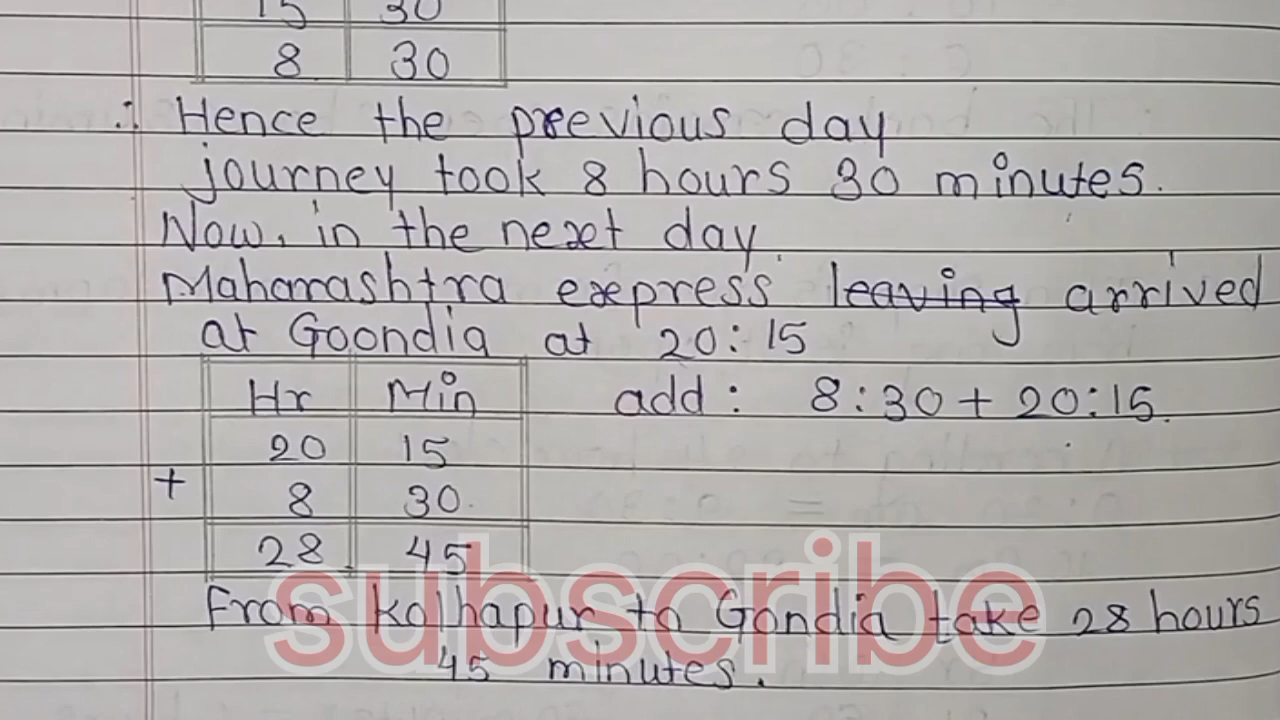 15 30
8 30
∴ Hence the previous day
journey took 8 hours 30 minutes.
Now, in the next day
Maharashtra express leaving arrived
at Goondia at 20:15
Hr Min add: 8:30 + 20:15.
20 15
+ 8 30
28 45
subscribe
From Kolhapur to Gondia take 28 hours
45 minutes.